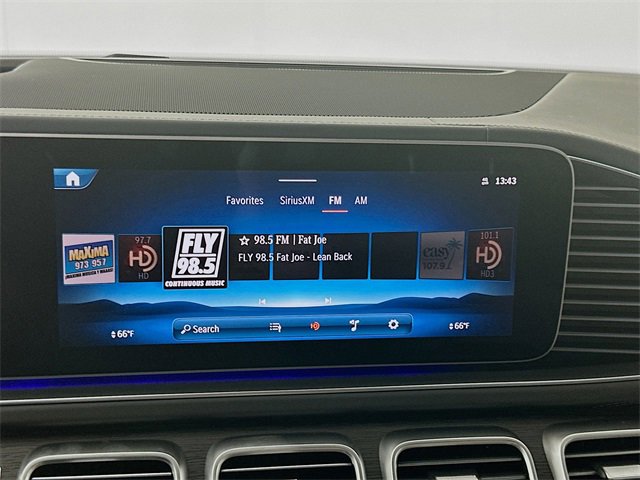 13:43
Favorites SiriusXM FM AM
MAXIMA
973 957
97.7
HD
HD
FLY
98.5
CONTINUOUS MUSIC
98.5 FM | Fat Joe
FLY 98.5 Fat Joe - Lean Back
easy
107.9
101.1
HD
HD3
66°F
Search
HD
66°F